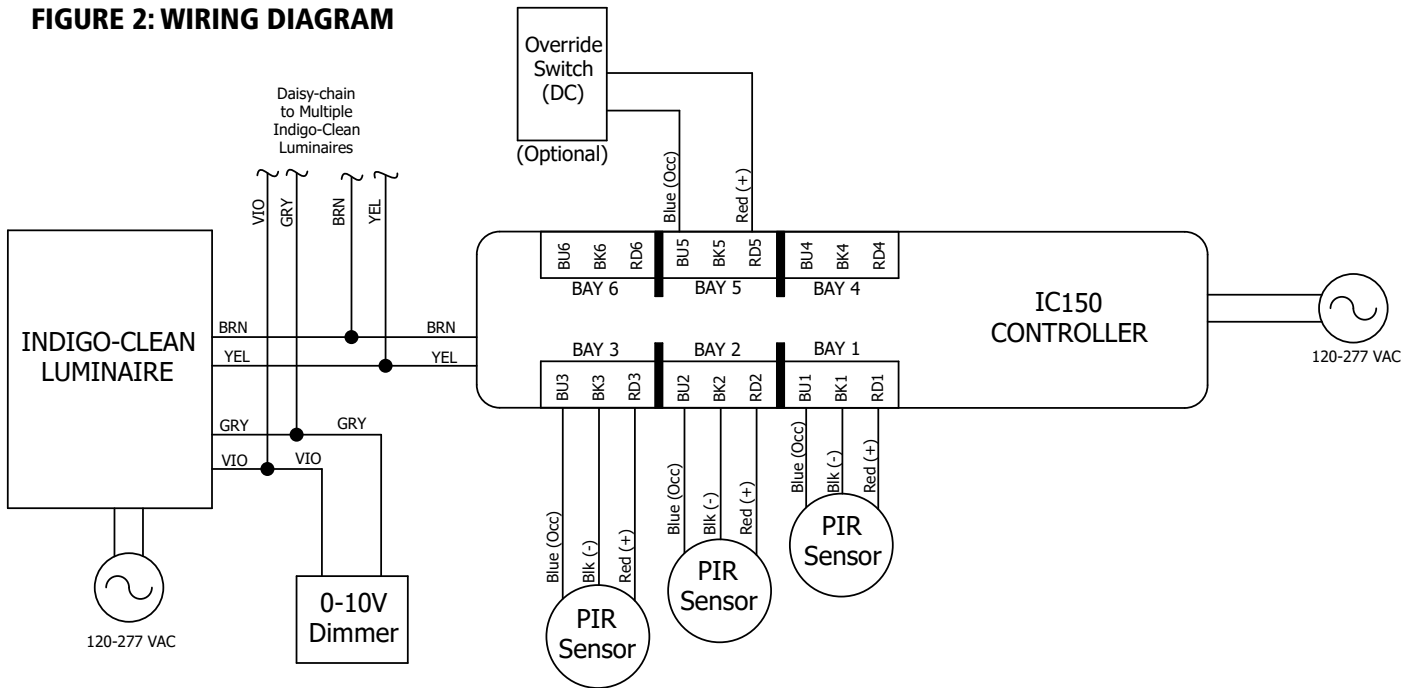 FIGURE 2: WIRING DIAGRAM
Override
Switch
(DC)
(Optional)
Daisy-chain
to Multiple
Indigo-Clean
Luminaires
VIO
GRY
BRN
YEL
Blue (Occ)
Red (+)
BU6
BK6
RD6
BU5
BK5
RD5
BU4
BK4
RD4
BAY 6
BAY 5
BAY 4
INDIGO-CLEAN
LUMINAIRE
BRN
BRN
YEL
YEL
GRY
GRY
VIO
VIO
IC150
CONTROLLER
120-277 VAC
BAY 3
BAY 2
BAY 1
BU3
BK3
RD3
BU2
BK2
RD2
BU1
BK1
RD1
Blue (Occ)
Blk (-)
Red (+)
Blue (Occ)
Blk (-)
Red (+)
Blue (Occ)
Blk (-)
Red (+)
PIR
Sensor
PIR
Sensor
PIR
Sensor
0-10V
Dimmer
120-277 VAC